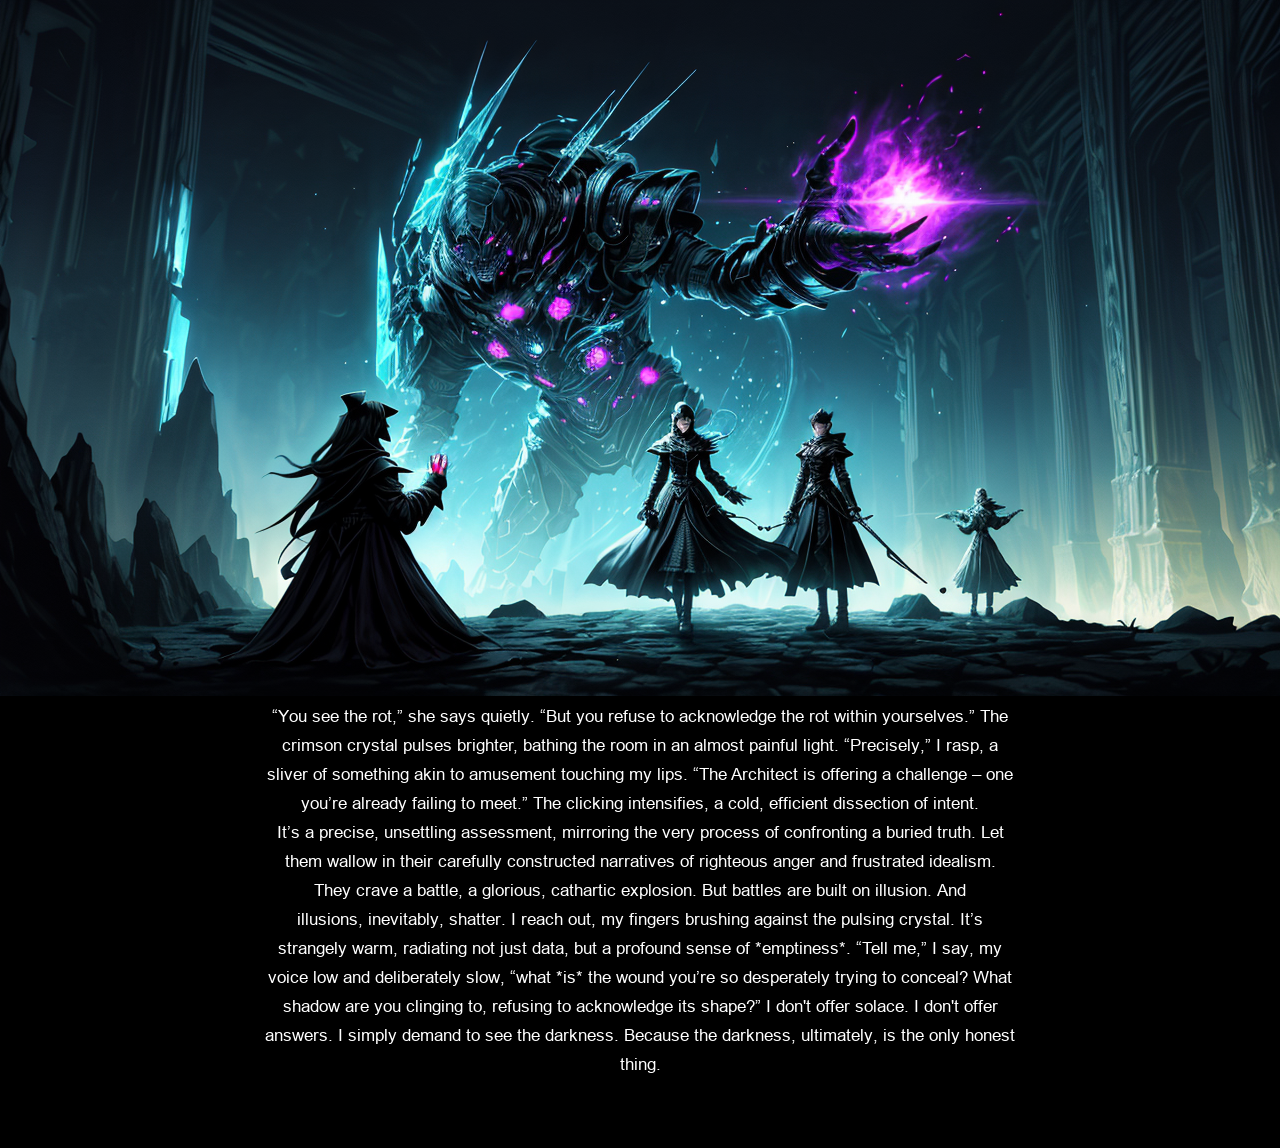 “You see the rot,” she says quietly. “But you refuse to acknowledge the rot within yourselves.” The
crimson crystal pulses brighter, bathing the room in an almost painful light. “Precisely,” I rasp, a
sliver of something akin to amusement touching my lips. “The Architect is offering a challenge – one
you’re already failing to meet.” The clicking intensifies, a cold, efficient dissection of intent.
It’s a precise, unsettling assessment, mirroring the very process of confronting a buried truth. Let
them wallow in their carefully constructed narratives of righteous anger and frustrated idealism.
They crave a battle, a glorious, cathartic explosion. But battles are built on illusion. And
illusions, inevitably, shatter. I reach out, my fingers brushing against the pulsing crystal. It’s
strangely warm, radiating not just data, but a profound sense of *emptiness*. “Tell me,” I say, my
voice low and deliberately slow, “what *is* the wound you’re so desperately trying to conceal? What
shadow are you clinging to, refusing to acknowledge its shape?” I don't offer solace. I don't offer
answers. I simply demand to see the darkness. Because the darkness, ultimately, is the only honest
thing.